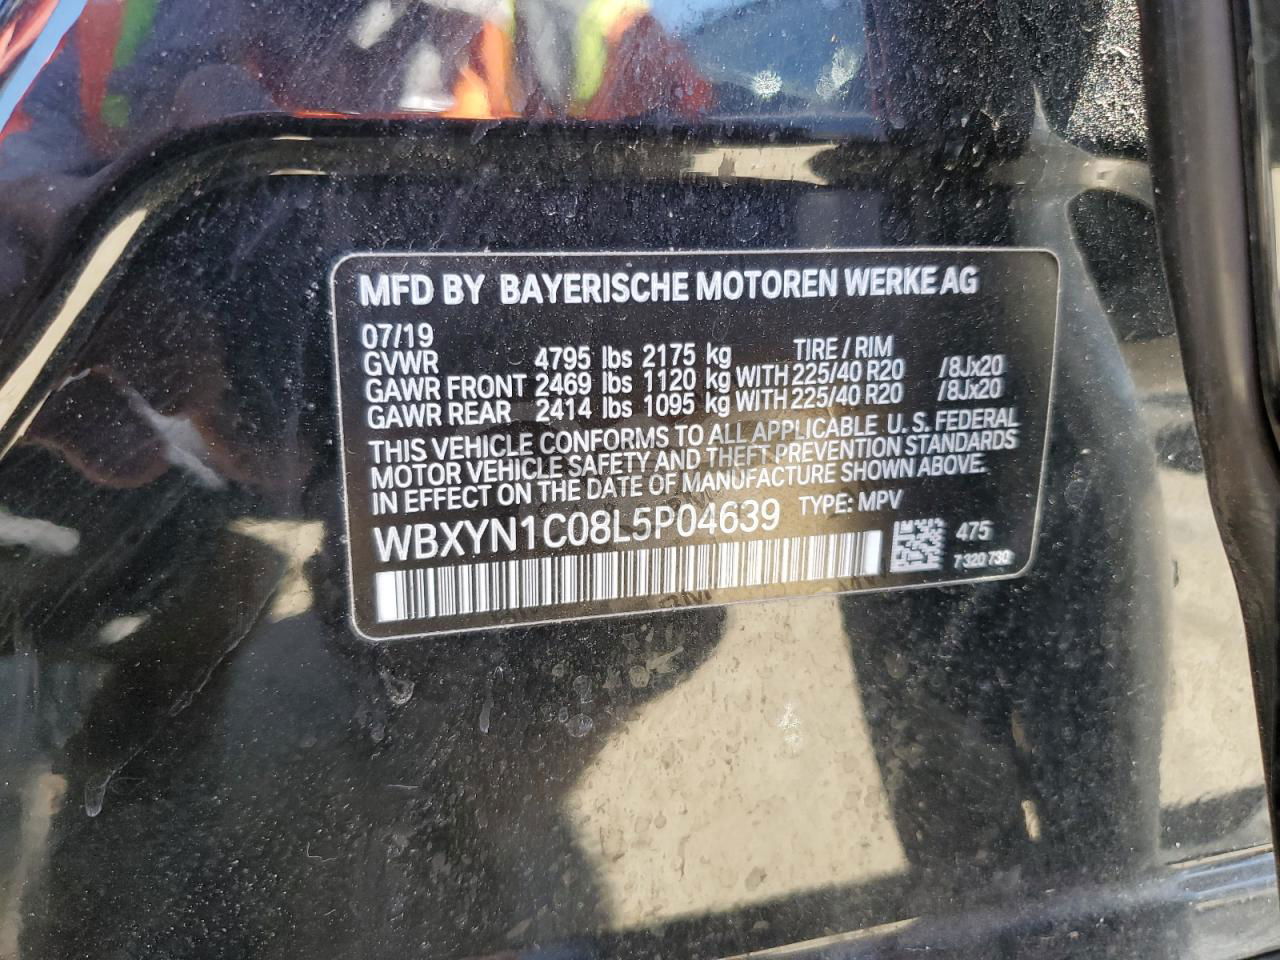 MFD BY BAYERISCHE MOTOREN WERKE AG
07/19
GVWR 4795 lbs 2175 kg TIRE / RIM
GAWR FRONT 2469 lbs 1120 kg WITH 225/40 R20 /8Jx20
GAWR REAR 2414 lbs 1095 kg WITH 225/40 R20 /8Jx20
THIS VEHICLE CONFORMS TO ALL APPLICABLE U.S. FEDERAL
MOTOR VEHICLE SAFETY AND THEFT PREVENTION STANDARDS
IN EFFECT ON THE DATE OF MANUFACTURE SHOWN ABOVE.
WBXYN1C08L5P04639 TYPE: MPV
475
7 320 730